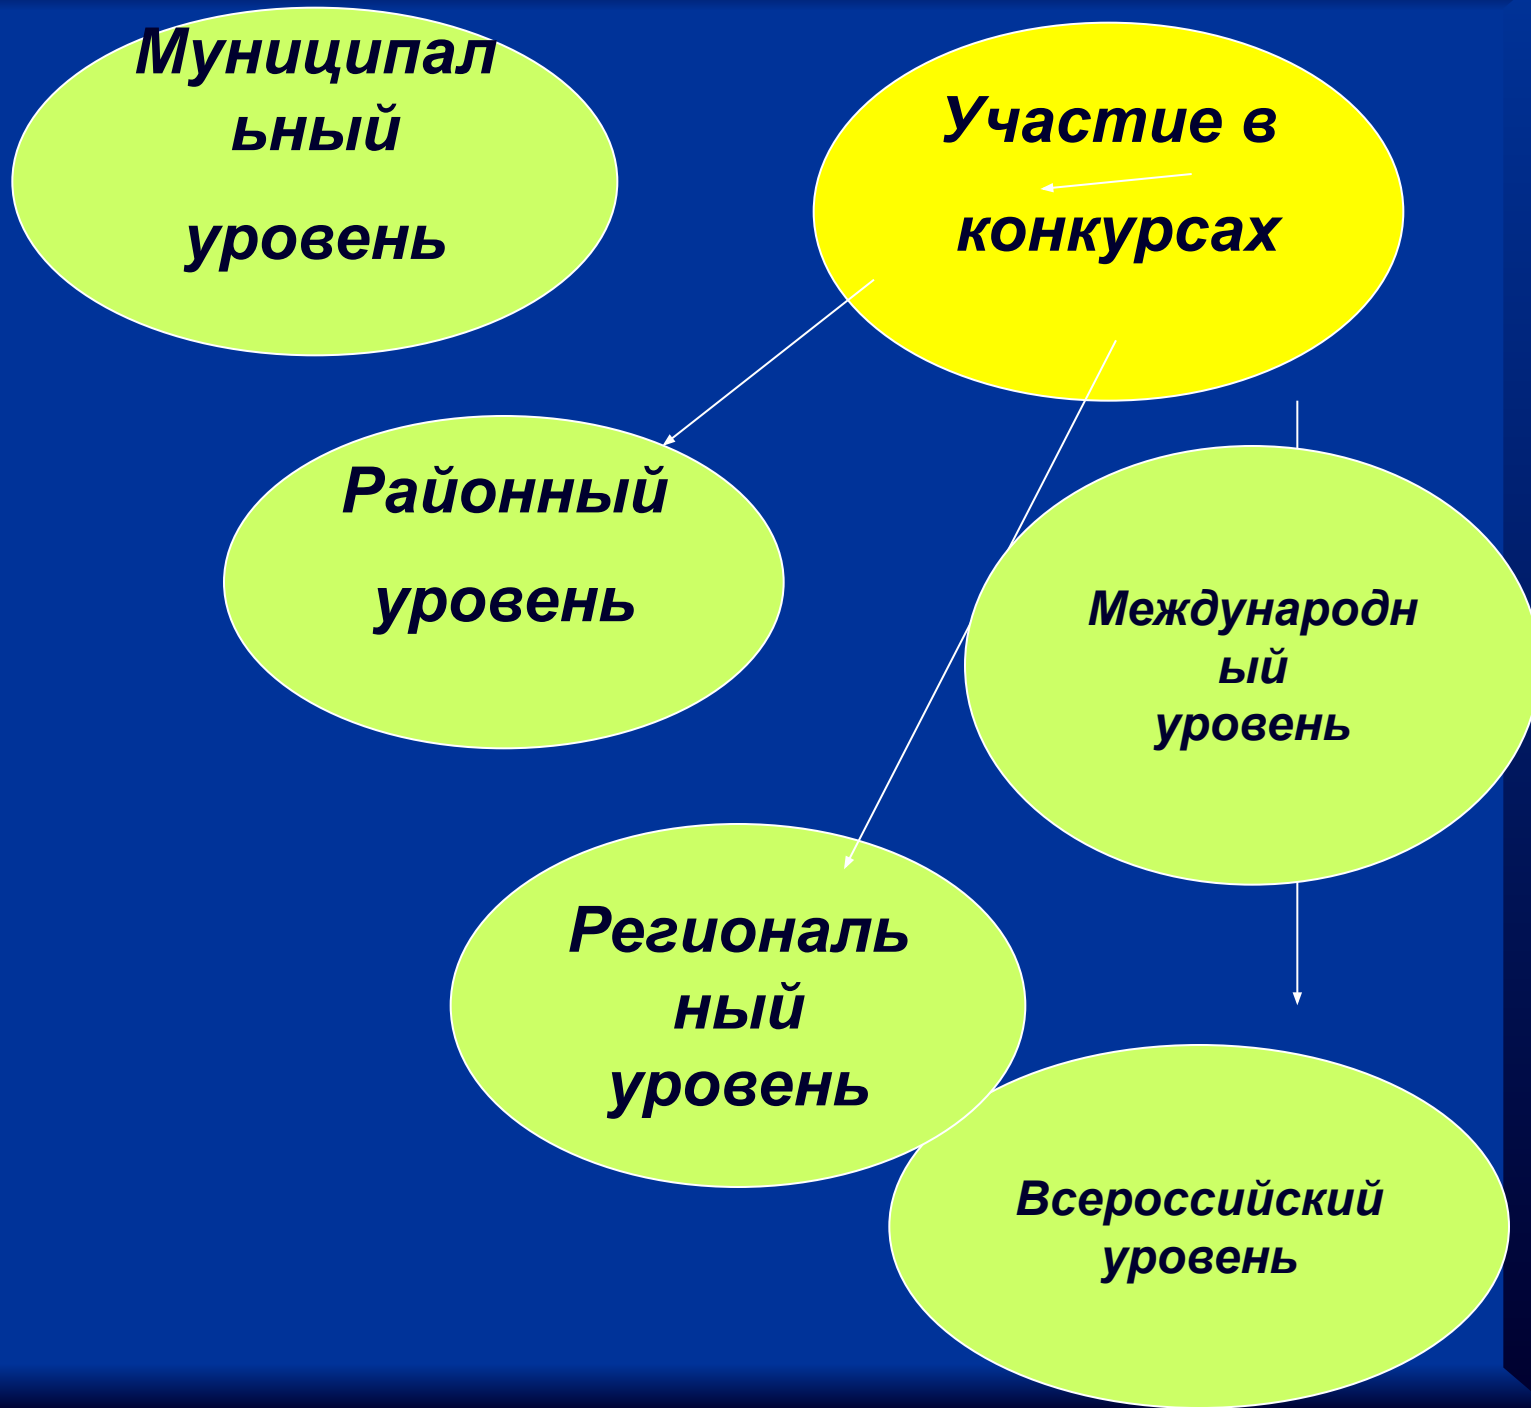 Муниципал
ьный
уровень
Участие в
конкурсах
Районный
уровень
Международн
ый
уровень
Региональ
ный
уровень
Всероссийский
уровень